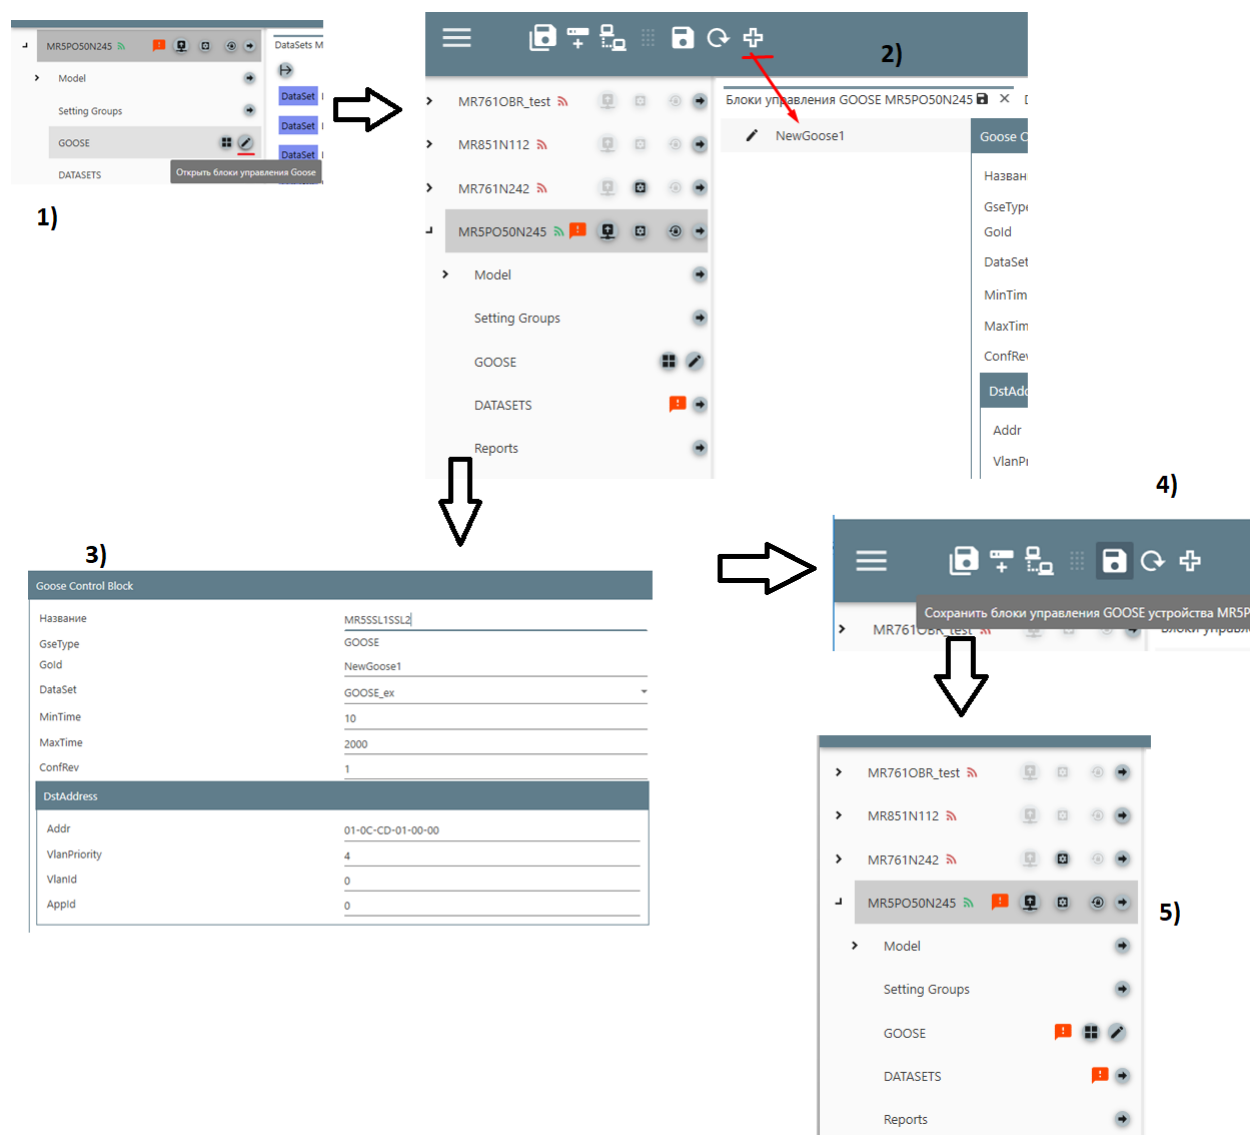 MR5PO50N245
DataSets M
Model
DataSet
Setting Groups
DataSet
GOOSE
DataSet
Открыть блоки управления Goose
DATASETS
1)
2)
MR761OBR_test
Блоки управления GOOSE MR5PO50N245
MR851N112
NewGoose1
Goose C
MR761N242
Назван
GseType
MR5PO50N245
GoId
DataSet
Model
MinTim
Setting Groups
MaxTim
GOOSE
ConfRev
DstAdd
DATASETS
Addr
Reports
VlanPr
3)
Goose Control Block
Название MR5SSL1SSL2
GseType GOOSE
GoId NewGoose1
DataSet GOOSE_ex
MinTime 10
MaxTime 2000
ConfRev 1
DstAddress
Addr 01-0C-CD-01-00-00
VlanPriority 4
VlanId 0
AppId 0
4)
Сохранить блоки управления GOOSE устройства MR5P
MR761OBR_test
Блоки управле
5)
MR761OBR_test
MR851N112
MR761N242
MR5PO50N245
Model
Setting Groups
GOOSE
DATASETS
Reports